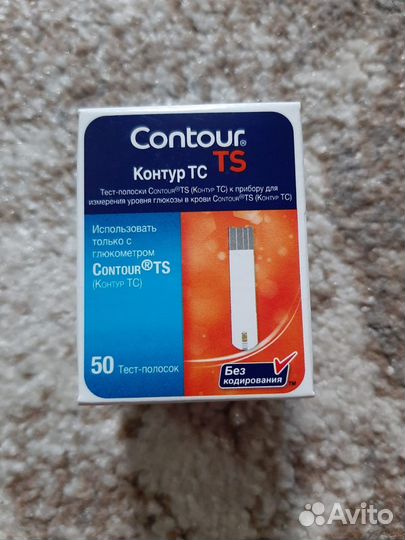 Contour®
TS
Контур ТС
Тест-полоски CONTOUR®TS (КОНТУР ТС) к прибору для
измерения уровня глюкозы в крови CONTOUR®TS (КОНТУР ТС)
Использовать
только с
глюкометром
CONTOUR®TS
(КОНТУР ТС)
50 Тест-полосок
Без
кодирования
TM
Avito